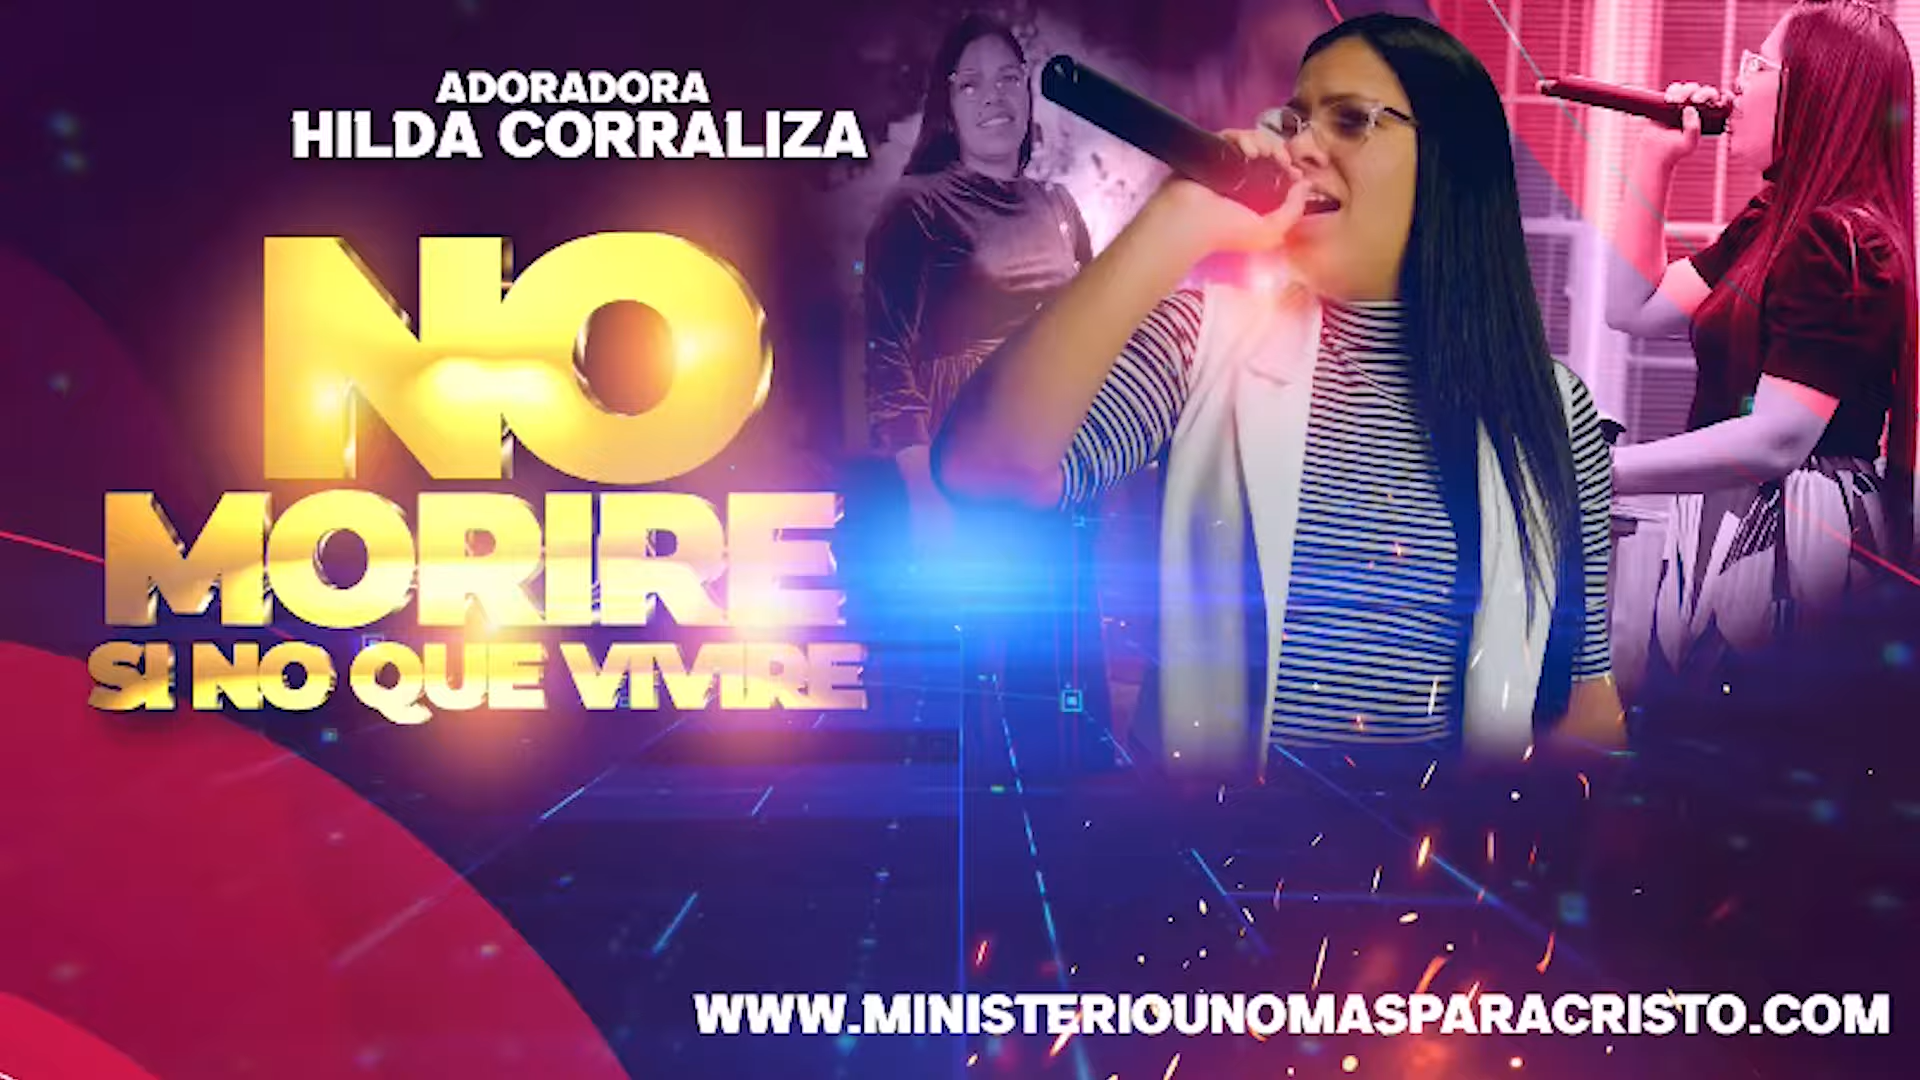 ADORADORA
HILDA CORRALIZA
NO
MORIRE
SI NO QUE VIVIRE
WWW.MINISTERIOUNOMASPARACRISTO.COM